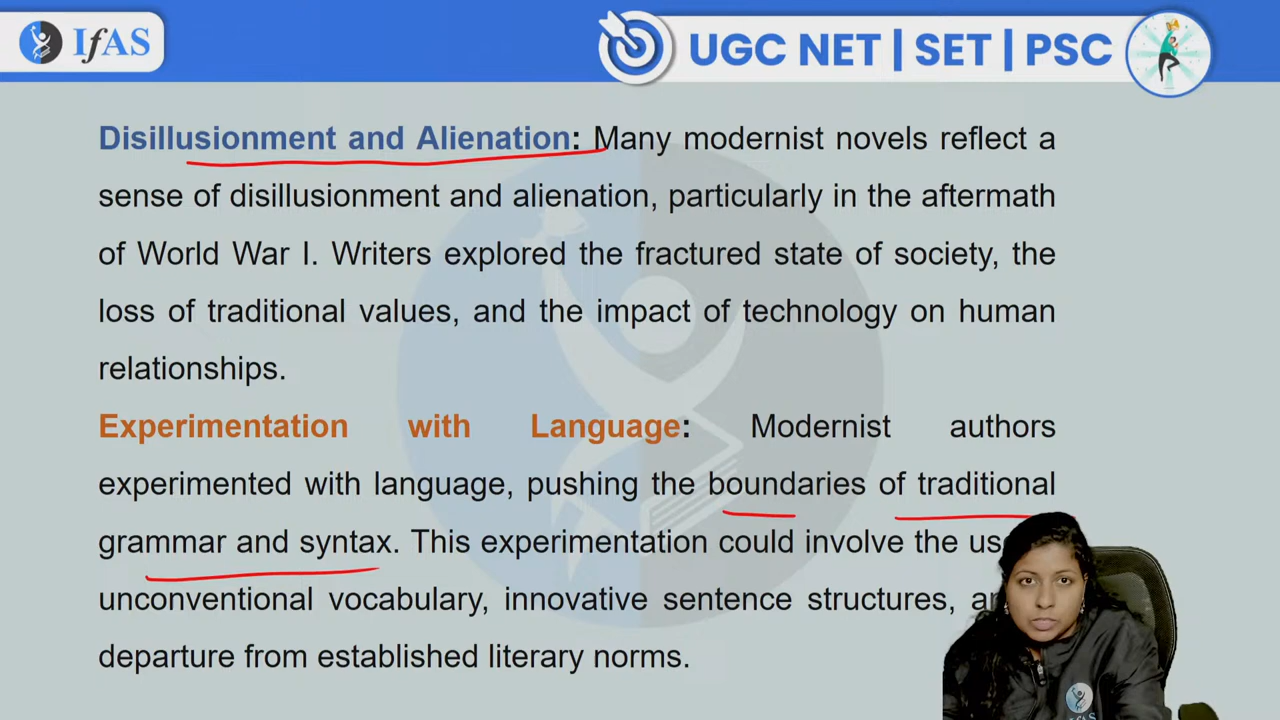 IfAS
UGC NET | SET | PSC
Disillusionment and Alienation: Many modernist novels reflect a
sense of disillusionment and alienation, particularly in the aftermath
of World War I. Writers explored the fractured state of society, the
loss of traditional values, and the impact of technology on human
relationships.
Experimentation with Language: Modernist authors
experimented with language, pushing the boundaries of traditional
grammar and syntax. This experimentation could involve the
unconventional vocabulary, innovative sentence structures,
departure from established literary norms.
IFAS